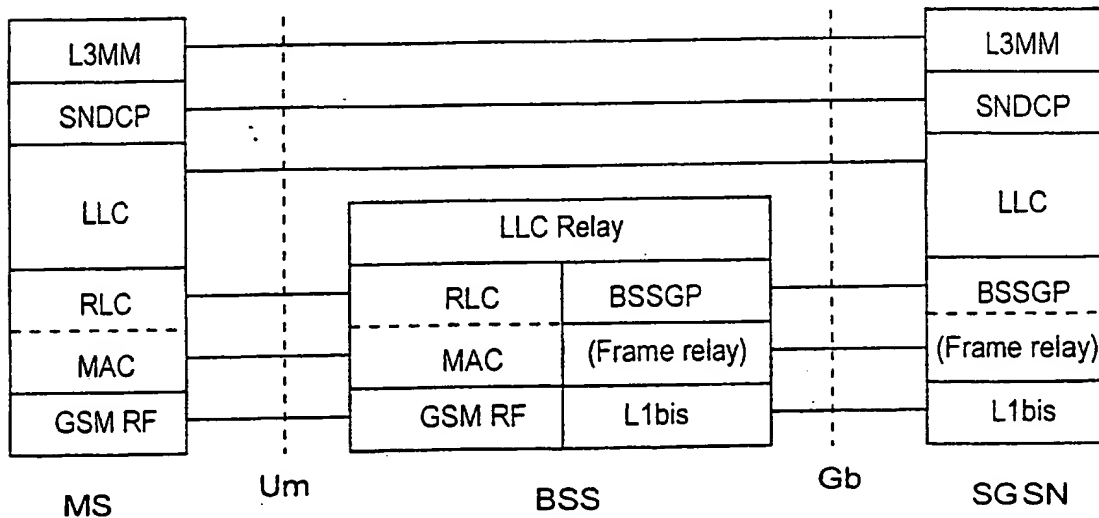 L3MM
SNDCP
LLC
RLC
MAC
GSM RF
MS
Um
LLC Relay
RLC
BSSGP
MAC
(Frame relay)
GSM RF
L1bis
BSS
Gb
L3MM
SNDCP
LLC
BSSGP
(Frame relay)
L1bis
SGSN